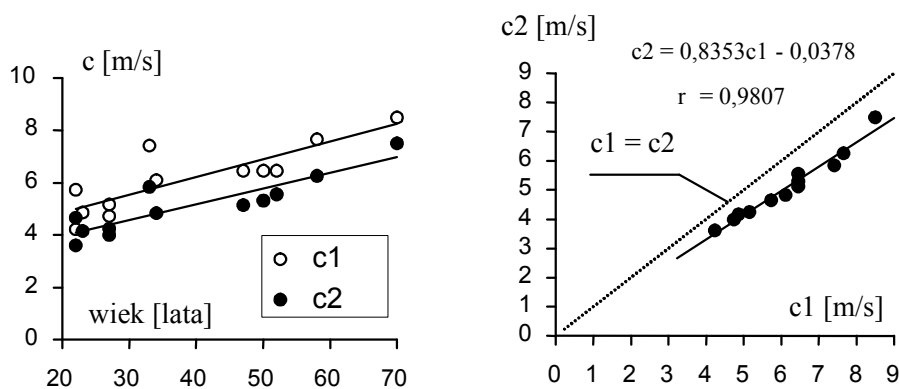 c [m/s]
10
8
6
4
2
0
20 30 40 50 60 70
wiek [lata]
c1
c2
c2 [m/s]
c2 = 0,8353c1 - 0,0378
r = 0,9807
c1 = c2
9
8
7
6
5
4
3
2
1
0
0 1 2 3 4 5 6 7 8 9
c1 [m/s]